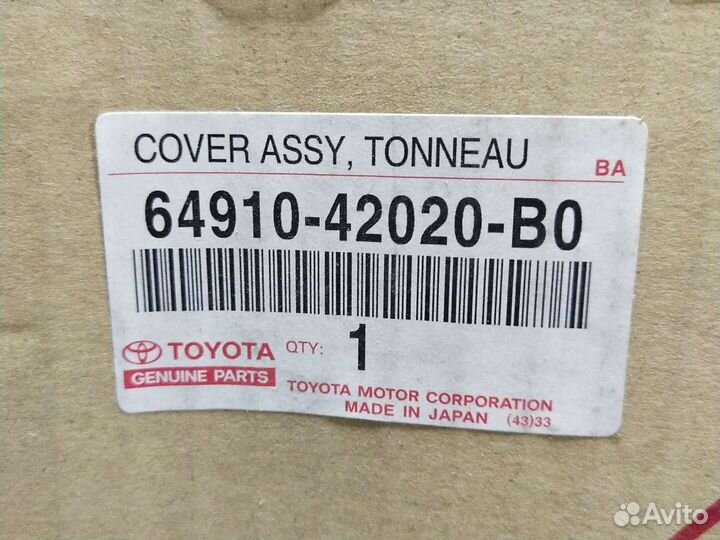 COVER ASSY, TONNEAU
BA
64910-42020-B0
TOYOTA QTY: 1
GENUINE PARTS
TOYOTA MOTOR CORPORATION
MADE IN JAPAN (43)33
Avito